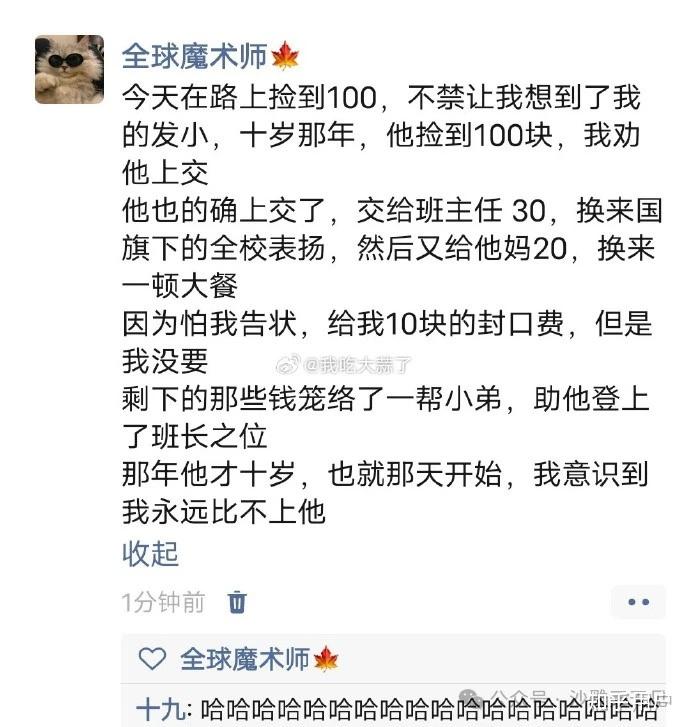 全球魔术师
今天在路上捡到100，不禁让我想到了我
的发小，十岁那年，他捡到100块，我劝
他上交
他也的确上交了，交给班主任 30，换来国
旗下的全校表扬，然后又给他妈20，换来
一顿大餐
因为怕我告状，给我10块的封口费，但是
我没要
@我吃大蒜了
剩下的那些钱笼络了一帮小弟，助他登上
了班长之位
那年他才十岁，也就那天开始，我意识到
我永远比不上他
收起
1分钟前
全球魔术师
十九: 哈哈哈哈哈哈哈哈哈哈哈哈哈哈哈哈哈哈
公众号